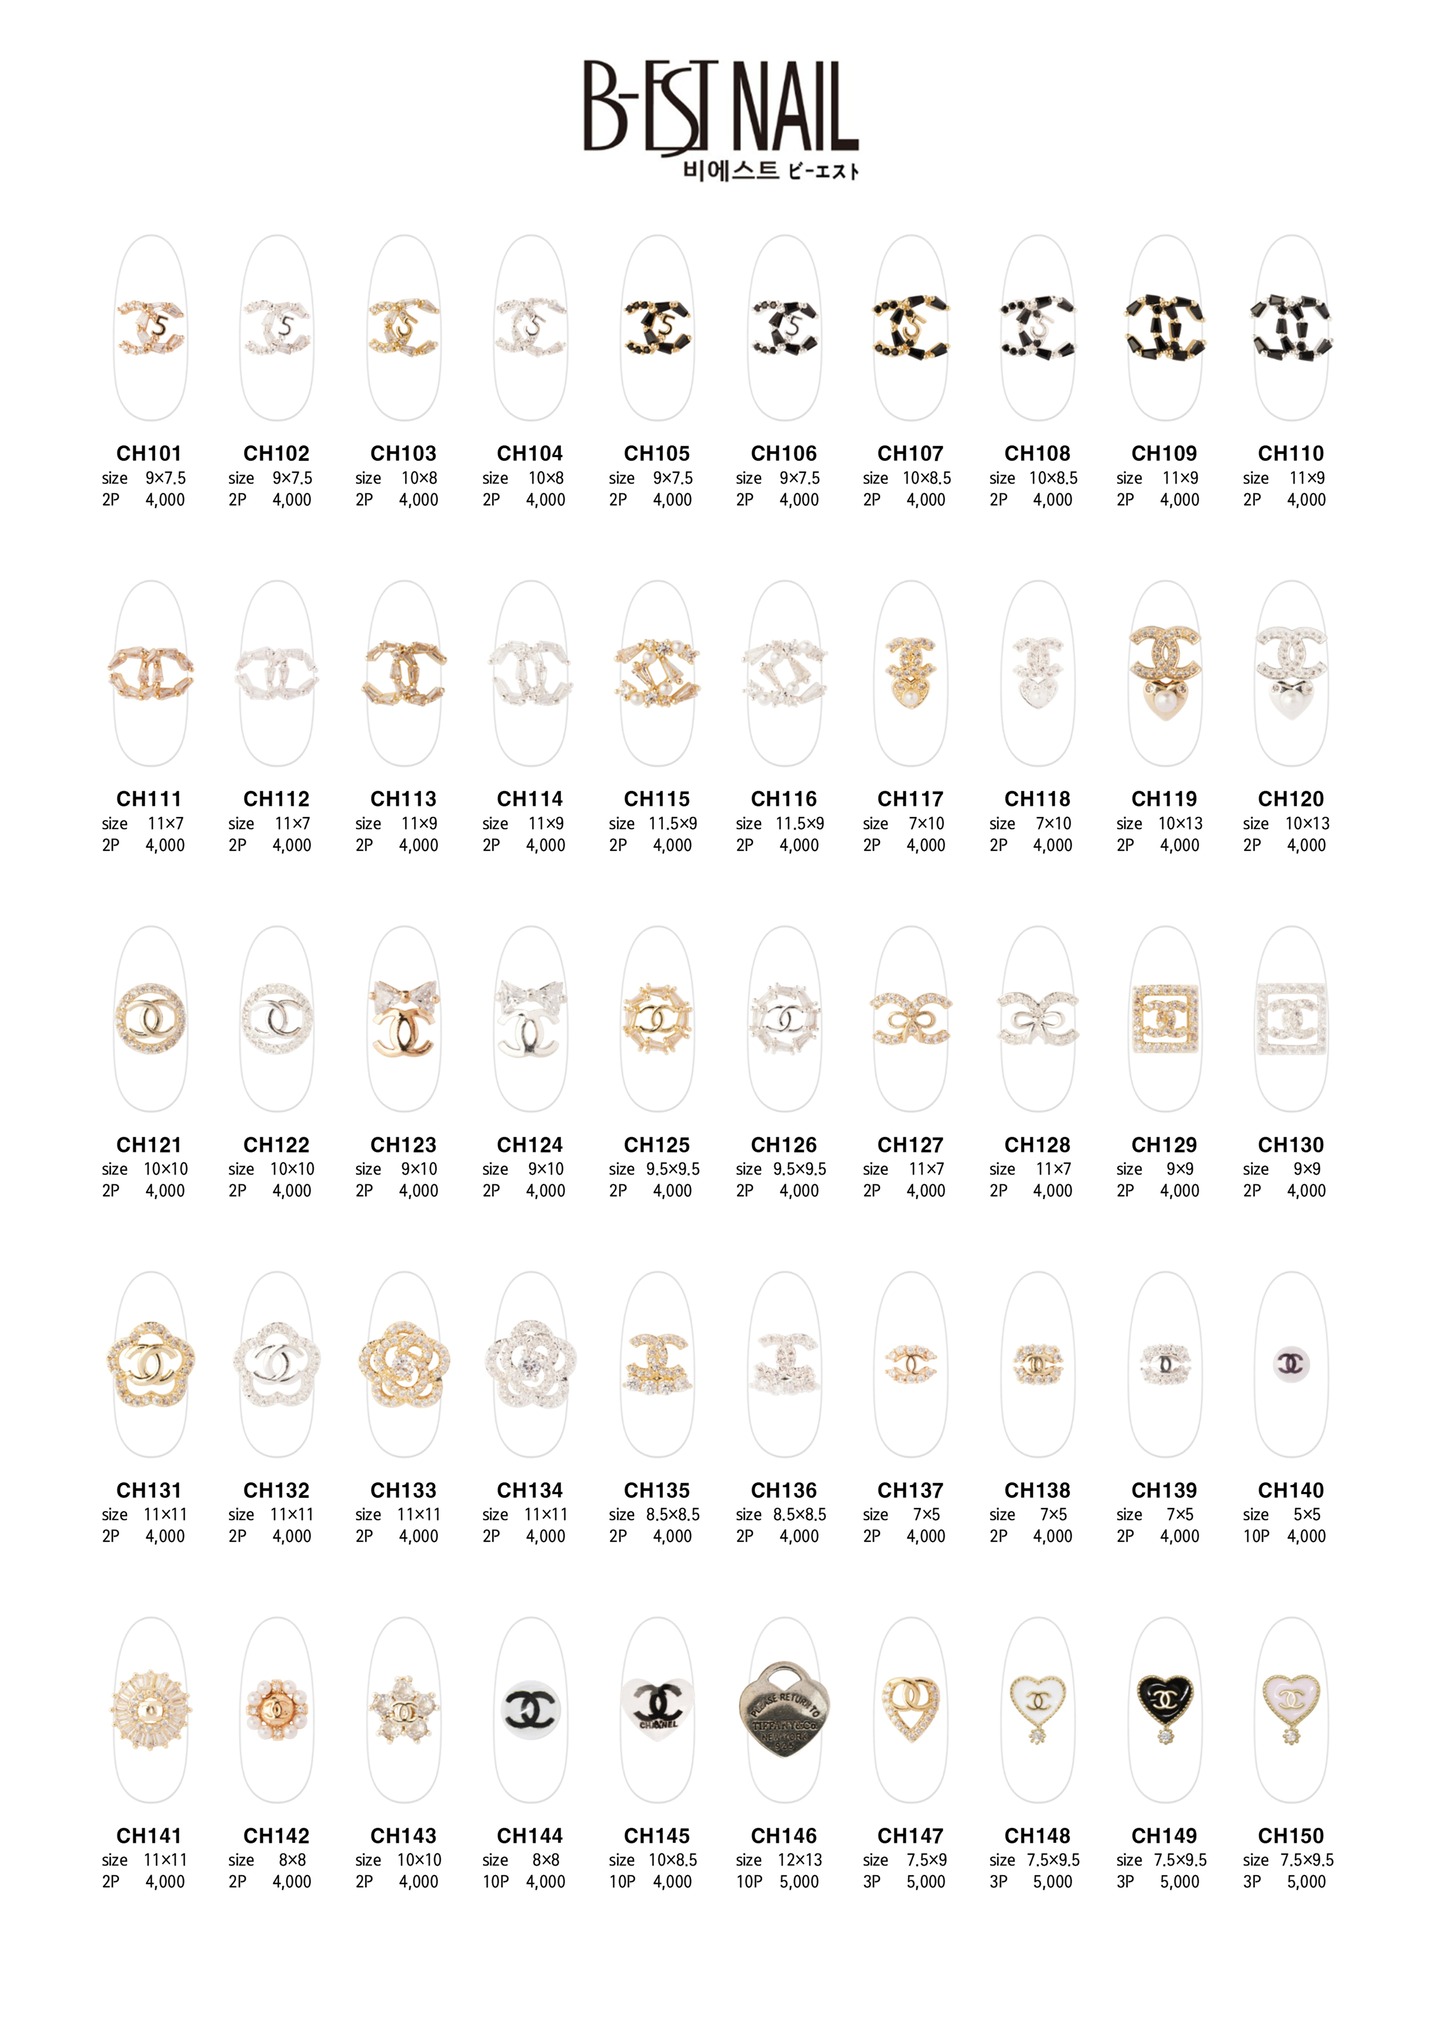 B-EST NAIL
비에스트 ビーエスト
5 5 5 5 5 5 5 5
CH101 CH102 CH103 CH104 CH105 CH106 CH107 CH108 CH109 CH110
size 9×7.5 size 9×7.5 size 10×8 size 10×8 size 9×7.5 size 9×7.5 size 10×8.5 size 10×8.5 size 11×9 size 11×9
2P 4,000 2P 4,000 2P 4,000 2P 4,000 2P 4,000 2P 4,000 2P 4,000 2P 4,000 2P 4,000 2P 4,000
CH111 CH112 CH113 CH114 CH115 CH116 CH117 CH118 CH119 CH120
size 11×7 size 11×7 size 11×9 size 11×9 size 11.5×9 size 11.5×9 size 7×10 size 7×10 size 10×13 size 10×13
2P 4,000 2P 4,000 2P 4,000 2P 4,000 2P 4,000 2P 4,000 2P 4,000 2P 4,000 2P 4,000 2P 4,000
CH121 CH122 CH123 CH124 CH125 CH126 CH127 CH128 CH129 CH130
size 10×10 size 10×10 size 9×10 size 9×10 size 9.5×9.5 size 9.5×9.5 size 11×7 size 11×7 size 9×9 size 9×9
2P 4,000 2P 4,000 2P 4,000 2P 4,000 2P 4,000 2P 4,000 2P 4,000 2P 4,000 2P 4,000 2P 4,000
CH131 CH132 CH133 CH134 CH135 CH136 CH137 CH138 CH139 CH140
size 11×11 size 11×11 size 11×11 size 11×11 size 8.5×8.5 size 8.5×8.5 size 7×5 size 7×5 size 7×5 size 5×5
2P 4,000 2P 4,000 2P 4,000 2P 4,000 2P 4,000 2P 4,000 2P 4,000 2P 4,000 2P 4,000 10P 4,000
CHANEL
PLEASE RETURN TO
TIFFANY & CO.
NEW YORK
925
CH141 CH142 CH143 CH144 CH145 CH146 CH147 CH148 CH149 CH150
size 11×11 size 8×8 size 10×10 size 8×8 size 10×8.5 size 12×13 size 7.5×9 size 7.5×9.5 size 7.5×9.5 size 7.5×9.5
2P 4,000 2P 4,000 2P 4,000 10P 4,000 10P 4,000 10P 5,000 3P 5,000 3P 5,000 3P 5,000 3P 5,000